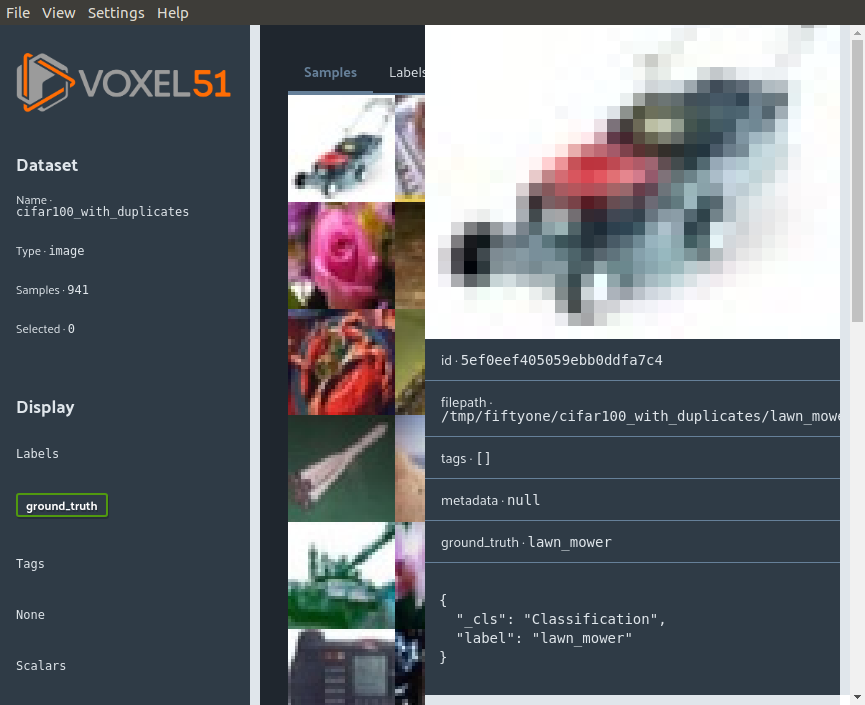 File View Settings Help
VOXEL51
Dataset
Name ·
cifar100_with_duplicates
Type · image
Samples · 941
Selected · 0
Display
Labels
ground_truth
Tags
None
Scalars
Samples Labels
id · 5ef0eef405059ebb0ddfa7c4
filepath ·
/tmp/fiftyone/cifar100_with_duplicates/lawn_mowe
tags · []
metadata · null
ground_truth · lawn_mower
{
"_cls": "Classification",
"label": "lawn_mower"
}